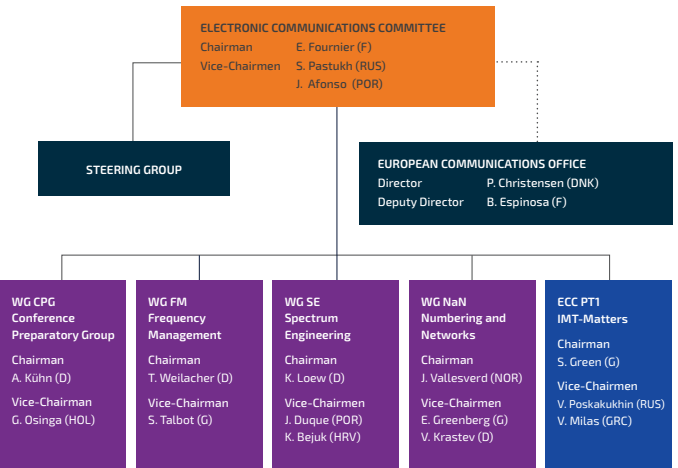 ELECTRONIC COMMUNICATIONS COMMITTEE
Chairman E. Fournier (F)
Vice-Chairmen S. Pastukh (RUS)
J. Afonso (POR)
STEERING GROUP
EUROPEAN COMMUNICATIONS OFFICE
Director P. Christensen (DNK)
Deputy Director B. Espinosa (F)
WG CPG
Conference
Preparatory Group
Chairman
A. Kühn (D)
Vice-Chairman
G. Osinga (HOL)
WG FM
Frequency
Management
Chairman
T. Weilacher (D)
Vice-Chairman
S. Talbot (G)
WG SE
Spectrum
Engineering
Chairman
K. Loew (D)
Vice-Chairmen
J. Duque (POR)
K. Bejuk (HRV)
WG NaN
Numbering and
Networks
Chairman
J. Vallesverd (NOR)
Vice-Chairmen
E. Greenberg (G)
V. Krastev (D)
ECC PT1
IMT-Matters
Chairman
S. Green (G)
Vice-Chairmen
V. Poskakukhin (RUS)
V. Milas (GRC)